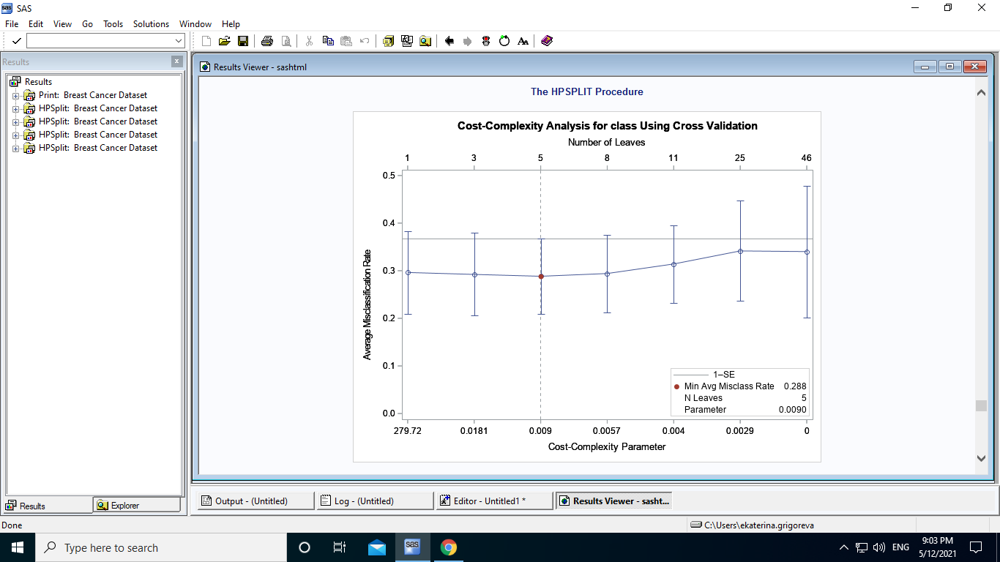 SAS
File Edit View Go Tools Solutions Window Help
Results
Results
Print: Breast Cancer Dataset
HPSplit: Breast Cancer Dataset
HPSplit: Breast Cancer Dataset
HPSplit: Breast Cancer Dataset
HPSplit: Breast Cancer Dataset
Results Viewer - sashtml
The HPSPLIT Procedure
Cost-Complexity Analysis for class Using Cross Validation
Number of Leaves
1 3 5 8 11 25 46
0.5
0.4
0.3
0.2
0.1
0.0
Average Misclassification Rate
1–SE
Min Avg Misclass Rate 0.288
N Leaves 5
Parameter 0.0090
279.72 0.0181 0.009 0.0057 0.004 0.0029 0
Cost-Complexity Parameter
Results Explorer
Output - (Untitled) Log - (Untitled) Editor - Untitled1 * Results Viewer - sasht...
Done
C:\Users\ekaterina.grigoreva
Type here to search
sas
ENG
9:03 PM
5/12/2021